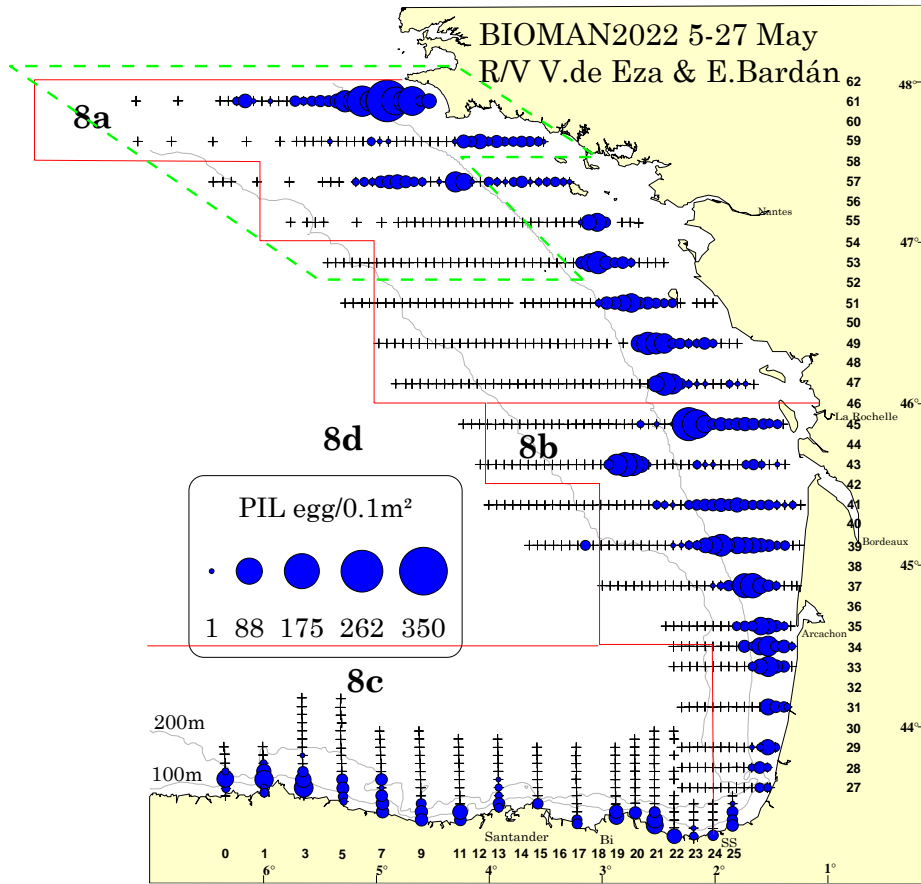 BIOMAN2022 5-27 May
R/V V.de Eza & E.Bardán
62
48°
61
8a
60
59
58
57
56
Nantes
55
54
47°
53
52
51
50
49
48
47
46
46°
La Rochelle
45
8d
8b
44
43
42
PIL egg/0.1m²
41
40
Bordeaux
39
38
45°
37
1 88 175 262 350
36
35
Arcachon
34
33
8c
32
31
200m
30
44°
29
28
100m
27
Santander
Bi
SS
0 1 3 5 7 9 11 12 13 14 15 16 17 18 19 20 21 22 23 24 25
6° 5° 4° 3° 2° 1°